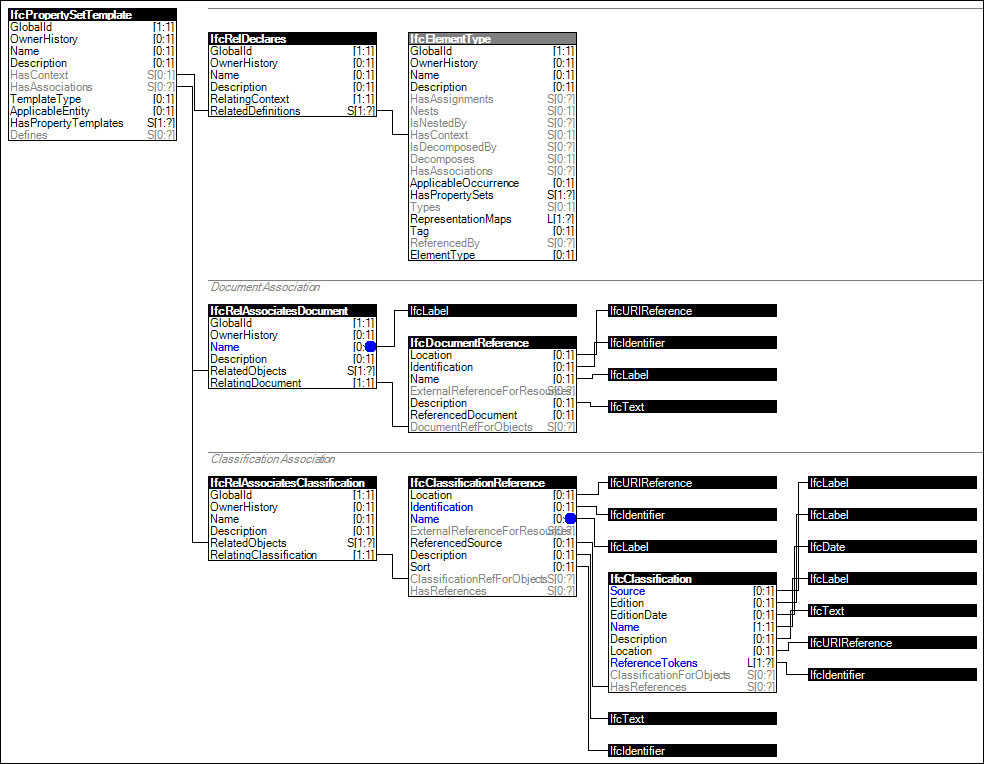 IfcPropertySetTemplate
GlobalId [1:1]
OwnerHistory [0:1]
Name [0:1]
Description [0:1]
HasContext S[0:1]
HasAssociations S[0:?]
TemplateType [0:1]
ApplicableEntity [0:1]
HasPropertyTemplates S[1:?]
Defines S[0:?]
IfcRelDeclares
GlobalId [1:1]
OwnerHistory [0:1]
Name [0:1]
Description [0:1]
RelatingContext [1:1]
RelatedDefinitions S[1:?]
IfcElementType
GlobalId [1:1]
OwnerHistory [0:1]
Name [0:1]
Description [0:1]
HasAssignments S[0:?]
Nests S[0:1]
IsNestedBy S[0:?]
HasContext S[0:1]
IsDecomposedBy S[0:?]
Decomposes S[0:1]
HasAssociations S[0:?]
ApplicableOccurrence [0:1]
HasPropertySets S[1:?]
Types S[0:1]
RepresentationMaps L[1:?]
Tag [0:1]
ReferencedBy S[0:?]
ElementType [0:1]
Document Association
IfcRelAssociatesDocument
GlobalId [1:1]
OwnerHistory [0:1]
Name [0:
Description [0:1]
RelatedObjects S[1:?]
RelatingDocument [1:1]
IfcLabel
IfcDocumentReference
Location [0:1]
Identification [0:1]
Name [0:1]
ExternalReferenceForResources S[0:?]
Description [0:1]
ReferencedDocument [0:1]
DocumentRefForObjects S[0:?]
IfcURIReference
IfcIdentifier
IfcLabel
IfcText
Classification Association
IfcRelAssociatesClassification
GlobalId [1:1]
OwnerHistory [0:1]
Name [0:1]
Description [0:1]
RelatedObjects S[1:?]
RelatingClassification [1:1]
IfcClassificationReference
Location [0:1]
Identification [0:1]
Name [0:
ExternalReferenceForResources S[0:?]
ReferencedSource [0:1]
Description [0:1]
Sort [0:1]
ClassificationRefForObjects S[0:?]
HasReferences S[0:?]
IfcURIReference
IfcIdentifier
IfcLabel
IfcClassification
Source [0:1]
Edition [0:1]
EditionDate [0:1]
Name [1:1]
Description [0:1]
Location [0:1]
ReferenceTokens L[1:?]
ClassificationForObjects S[0:?]
HasReferences S[0:?]
IfcText
IfcIdentifier
IfcLabel
IfcLabel
IfcDate
IfcLabel
IfcText
IfcURIReference
IfcIdentifier